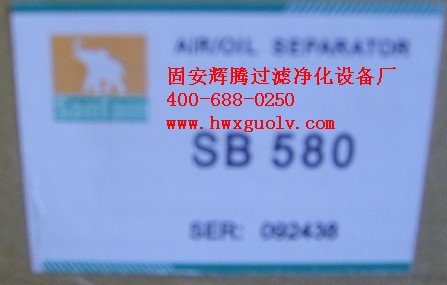 AIR/OIL SEPARATOR
固安辉腾过滤净化设备厂
400-688-0250
www.hwxguolv.com
SB 580
SER: 092438